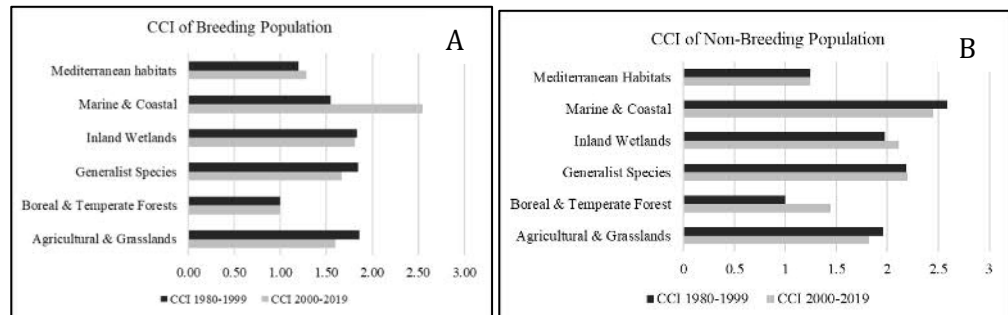 CCI of Breeding Population
A
Mediterranean habitats
Marine & Coastal
Inland Wetlands
Generalist Species
Boreal & Temperate Forests
Agricultural & Grasslands
0.00 0.50 1.00 1.50 2.00 2.50 3.00
CCI 1980-1999 CCI 2000-2019
CCI of Non-Breeding Population
B
Mediterranean Habitats
Marine & Coastal
Inland Wetlands
Generalist Species
Boreal & Temperate Forest
Agricultural & Grasslands
0 0.5 1 1.5 2 2.5 3
CCI 1980-1999 CCI 2000-2019